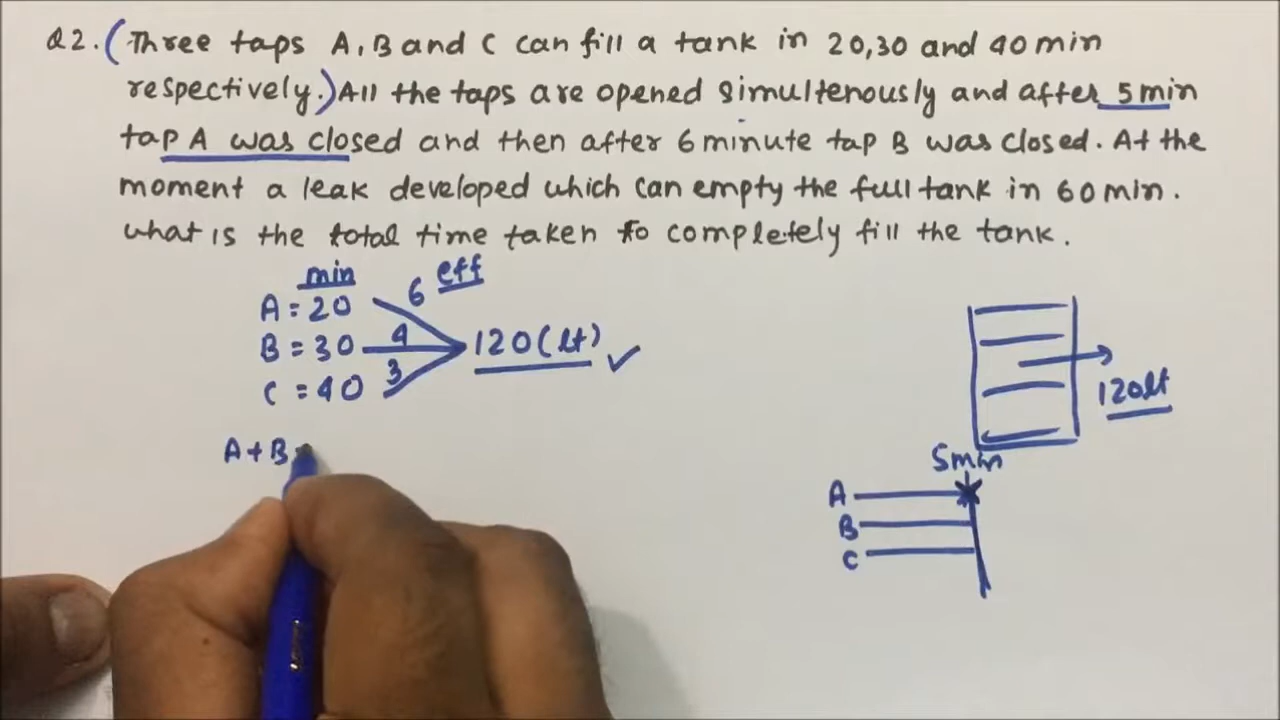 Q2. (Three taps A, B and C can fill a tank in 20,30 and 40 min
respectively.) All the taps are opened simultenously and after 5 min
tap A was closed and then after 6 minute tap B was closed. At the
moment a leak developed which can empty the full tank in 60 min.
what is the total time taken to completely fill the tank.
min
eff
A = 20
6
B = 30
4
120 (lt) ✓
C = 40
3
120 lt
A + B
5 min
A
B
C